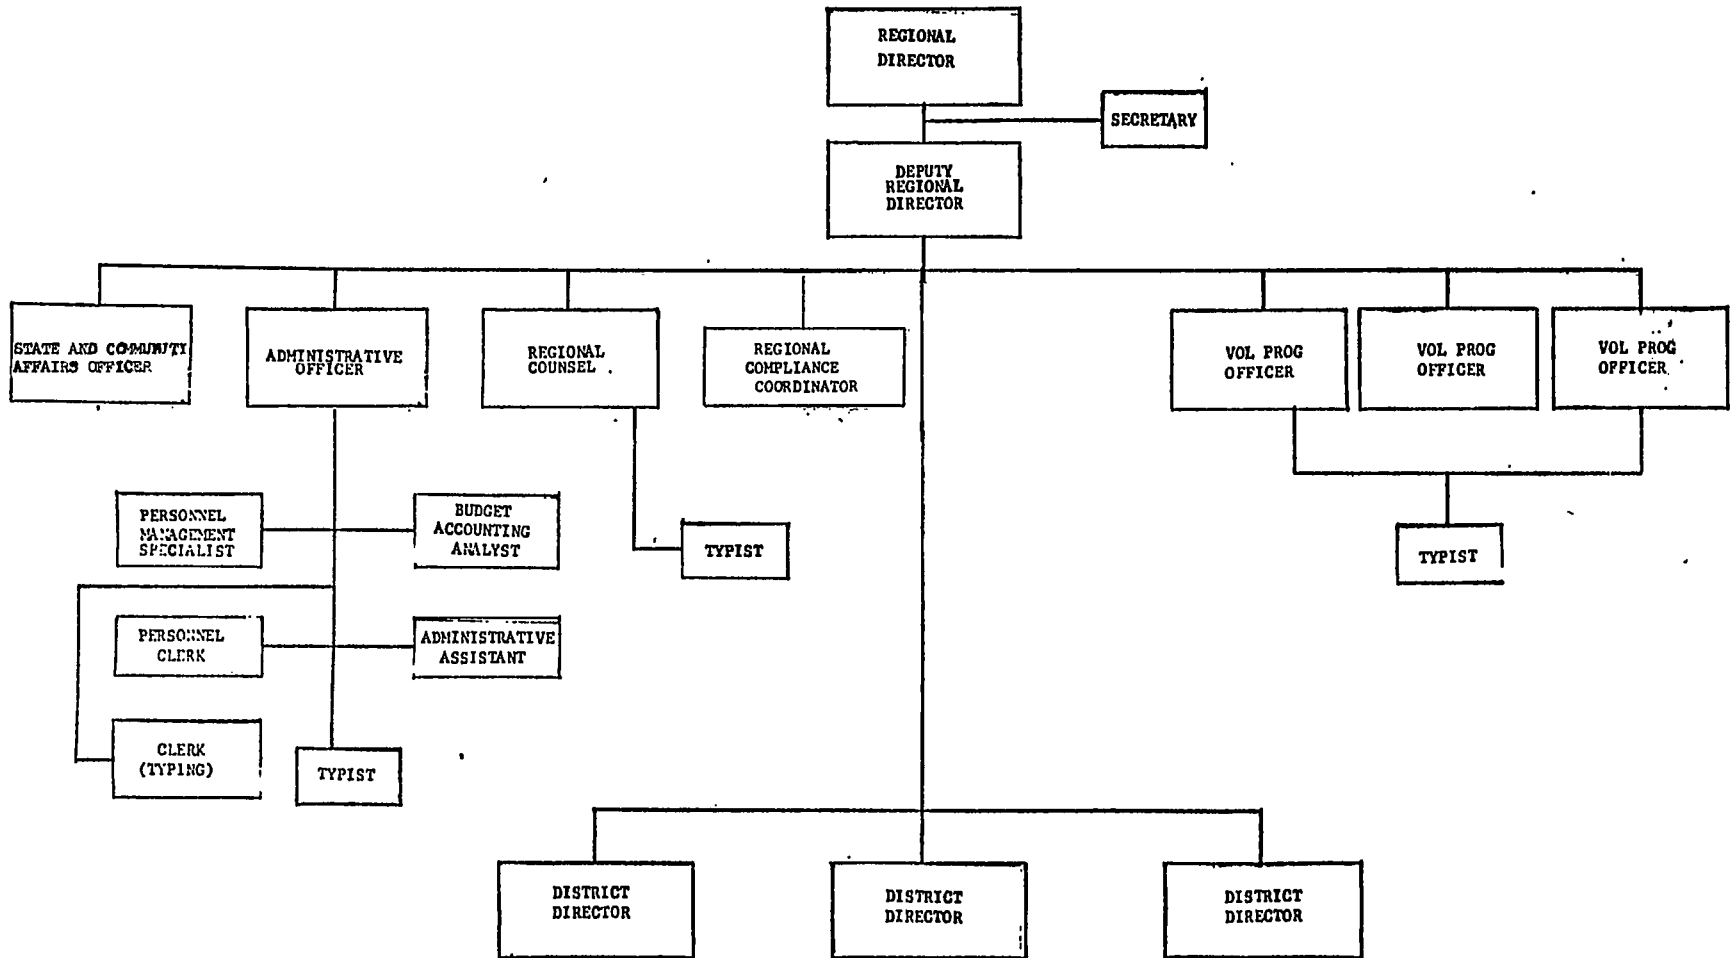 REGIONAL
DIRECTOR
SECRETARY
DEPUTY
REGIONAL
DIRECTOR
STATE AND COMMUNITY
AFFAIRS OFFICER
ADMINISTRATIVE
OFFICER
REGIONAL
COUNSEL
REGIONAL
COMPLIANCE
COORDINATOR
VOL PROG
OFFICER
VOL PROG
OFFICER
VOL PROG
OFFICER
PERSONNEL
MANAGEMENT
SPECIALIST
BUDGET
ACCOUNTING
ANALYST
TYPIST
TYPIST
PERSONNEL
CLERK
ADMINISTRATIVE
ASSISTANT
CLERK
(TYPING)
TYPIST
DISTRICT
DIRECTOR
DISTRICT
DIRECTOR
DISTRICT
DIRECTOR